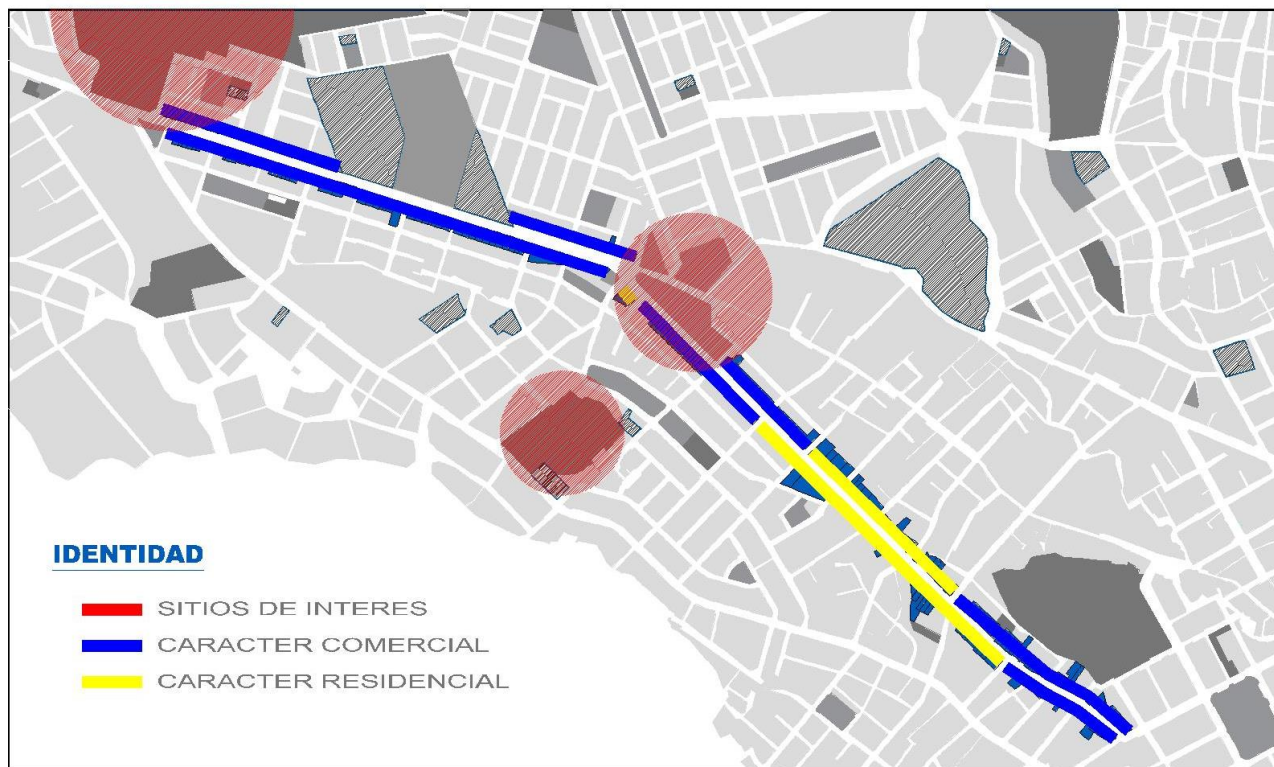 IDENTIDAD
SITIOS DE INTERES
CARACTER COMERCIAL
CARACTER RESIDENCIAL